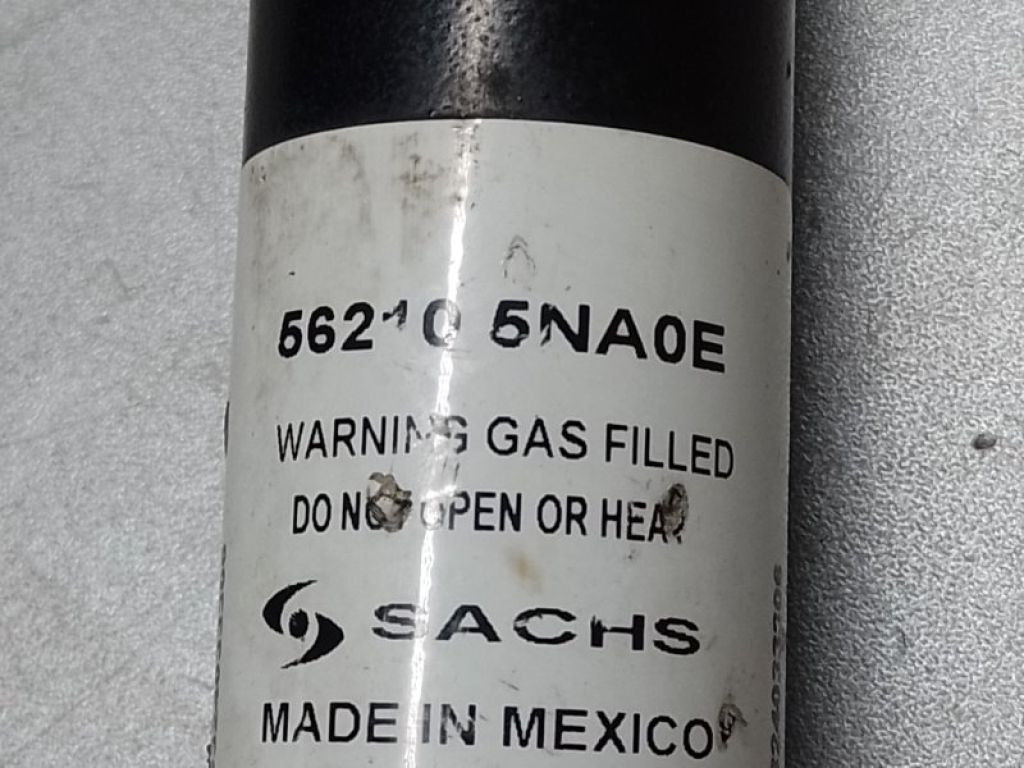 56210 5NA0E
WARNING GAS FILLED
DO NOT OPEN OR HEAT
SACHS
MADE IN MEXICO